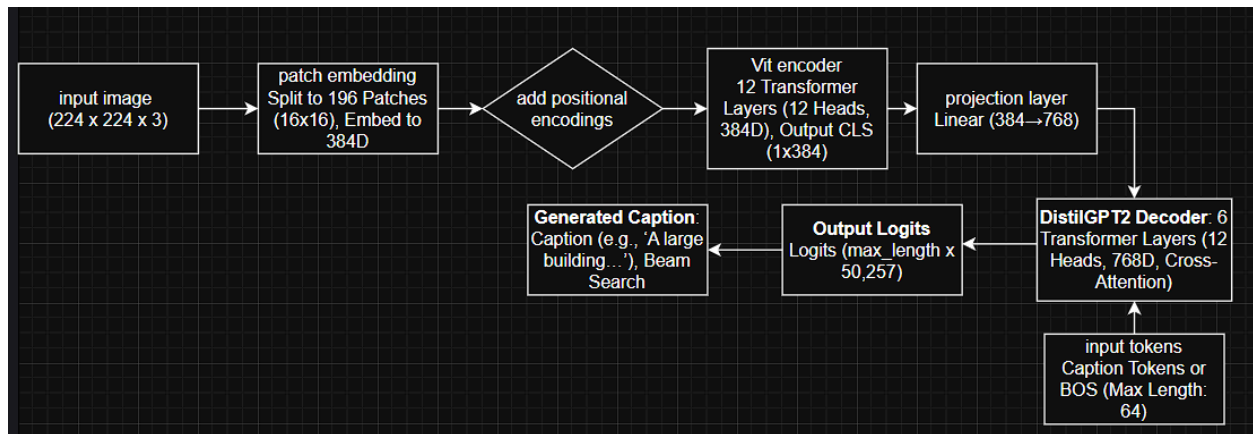 input image
(224 x 224 x 3)
patch embedding
Split to 196 Patches
(16x16), Embed to
384D
add positional
encodings
Vit encoder
12 Transformer
Layers (12 Heads,
384D), Output CLS
(1x384)
projection layer
Linear (384→768)
DistilGPT2 Decoder: 6
Transformer Layers (12
Heads, 768D, Cross-
Attention)
input tokens
Caption Tokens or
BOS (Max Length:
64)
Output Logits
Logits (max_length x
50,257)
Generated Caption:
Caption (e.g., ‘A large
building…’), Beam
Search